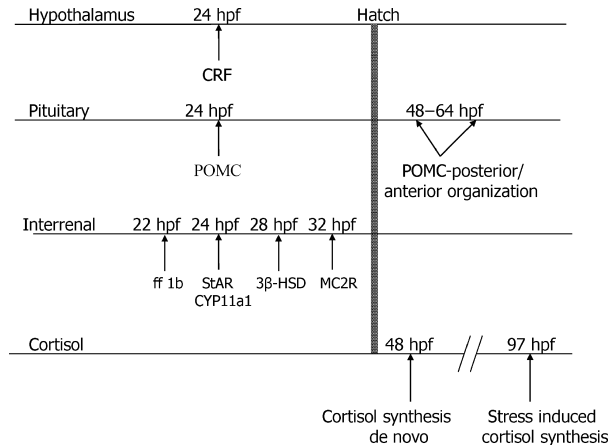 Hypothalamus 24 hpf Hatch
CRF
Pituitary 24 hpf 48–64 hpf
POMC POMC-posterior/
anterior organization
Interrenal 22 hpf 24 hpf 28 hpf 32 hpf
ff 1b StAR 3β-HSD MC2R
CYP11a1
Cortisol 48 hpf 97 hpf
Cortisol synthesis Stress induced
de novo cortisol synthesis